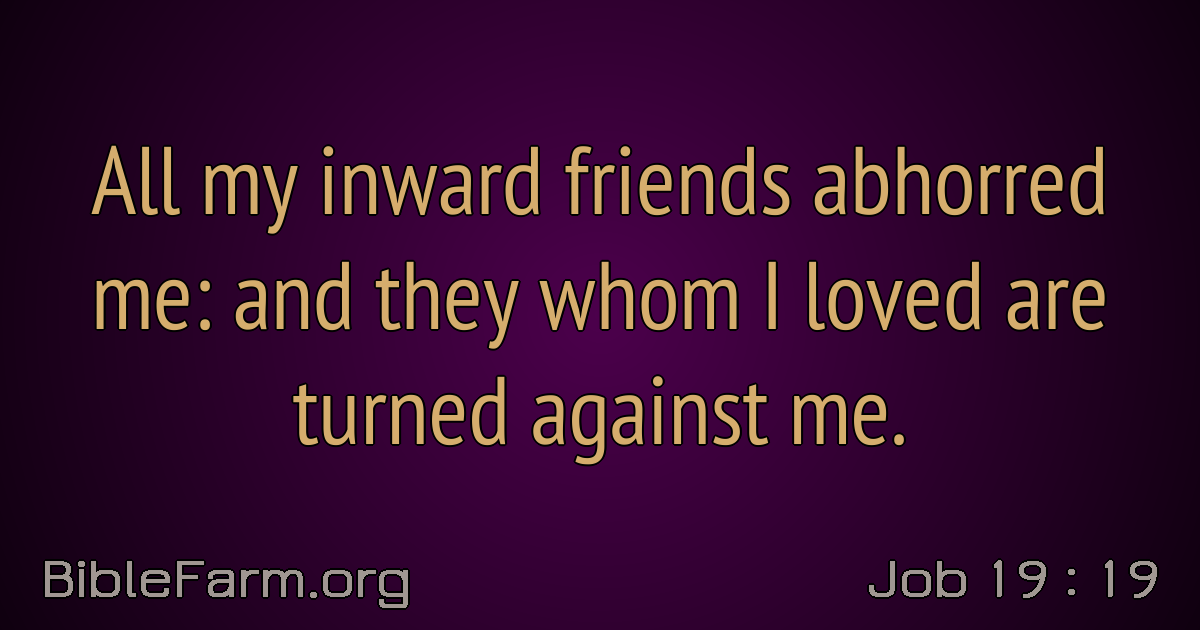 All my inward friends abhorred
me: and they whom I loved are
turned against me.
BibleFarm.org
Job 19 : 19